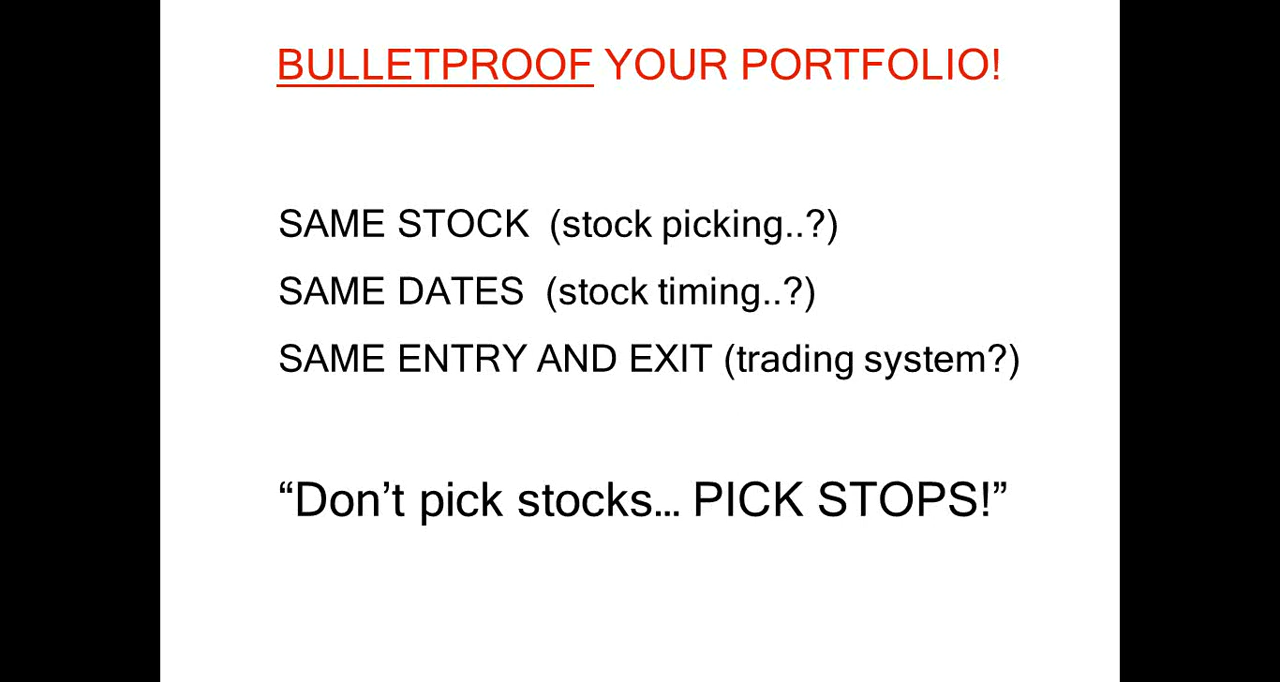 BULLETPROOF YOUR PORTFOLIO!
SAME STOCK (stock picking..?)
SAME DATES (stock timing..?)
SAME ENTRY AND EXIT (trading system?)
“Don’t pick stocks... PICK STOPS!”